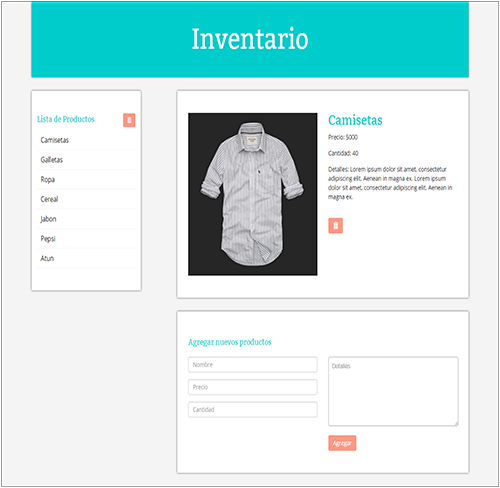 Inventario
Lista de Productos
Camisetas
Galletas
Ropa
Cereal
Jabon
Pepsi
Atun
Camisetas
Precio: 5000
Cantidad: 40
Detalles: Lorem ipsum dolor sit amet, consectetur
adipiscing elit. Aenean in magna ex. Lorem ipsum
dolor sit amet, consectetur adipiscing elit. Aenean in
magna ex.
Agregar nuevos productos
Nombre
Precio
Cantidad
Detalles
Agregar